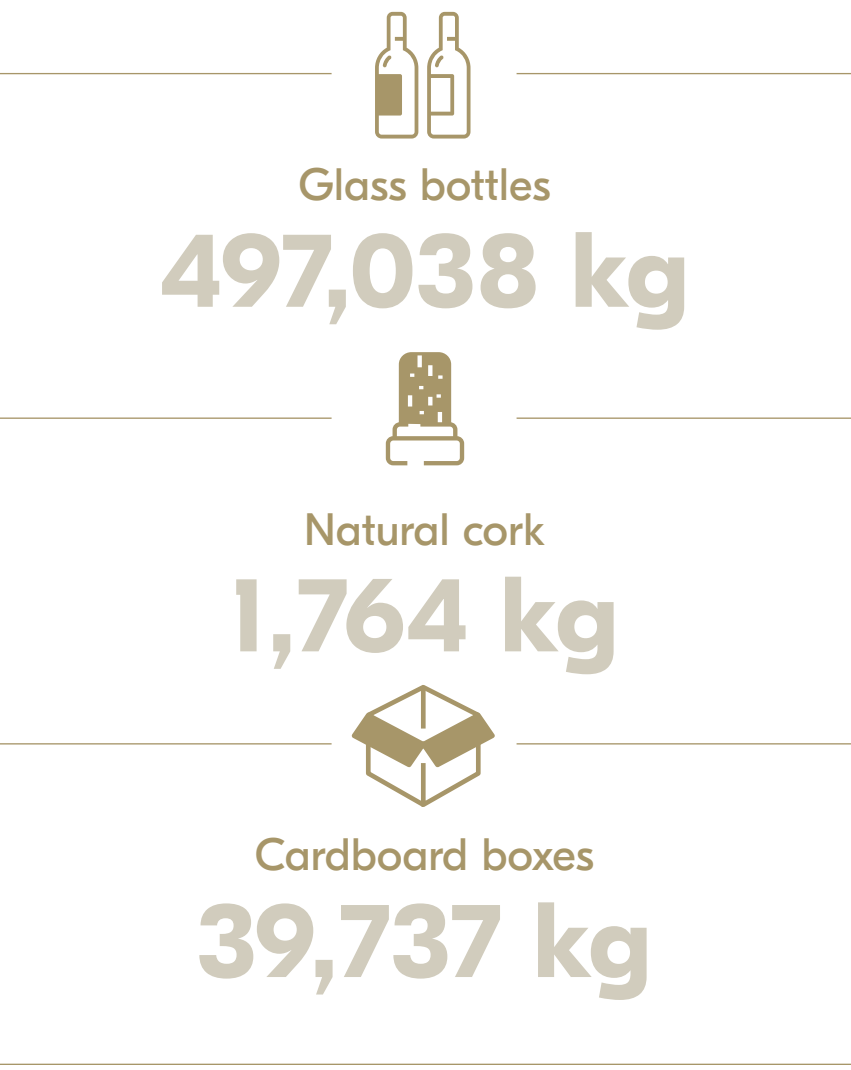 Glass bottles
497,038 kg
Natural cork
1,764 kg
Cardboard boxes
39,737 kg